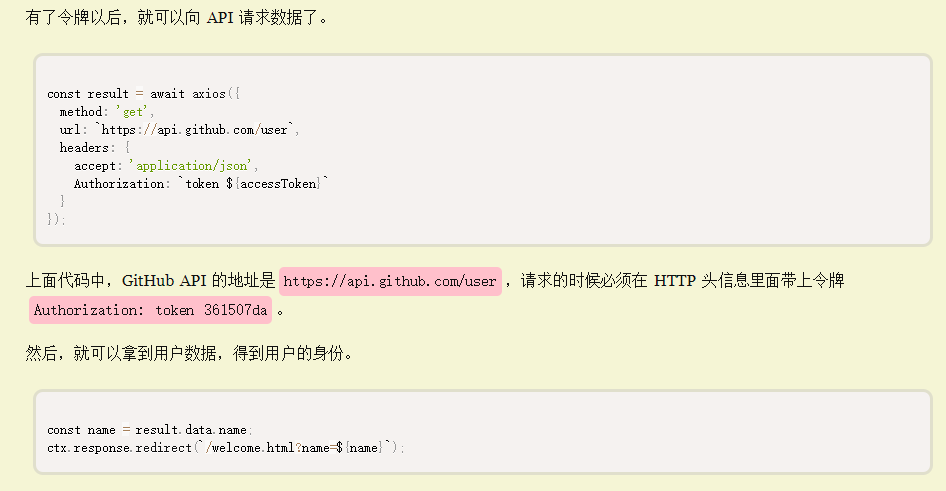 有了令牌以后，就可以向 API 请求数据了。
const result = await axios({
  method: 'get',
  url: `https://api.github.com/user`,
  headers: {
    accept: 'application/json',
    Authorization: `token ${accessToken}`
  }
});
上面代码中，GitHub API 的地址是 https://api.github.com/user ，请求的时候必须在 HTTP 头信息里面带上令牌
Authorization: token 361507da 。
然后，就可以拿到用户数据，得到用户的身份。
const name = result.data.name;
ctx.response.redirect(`/welcome.html?name=${name}`);